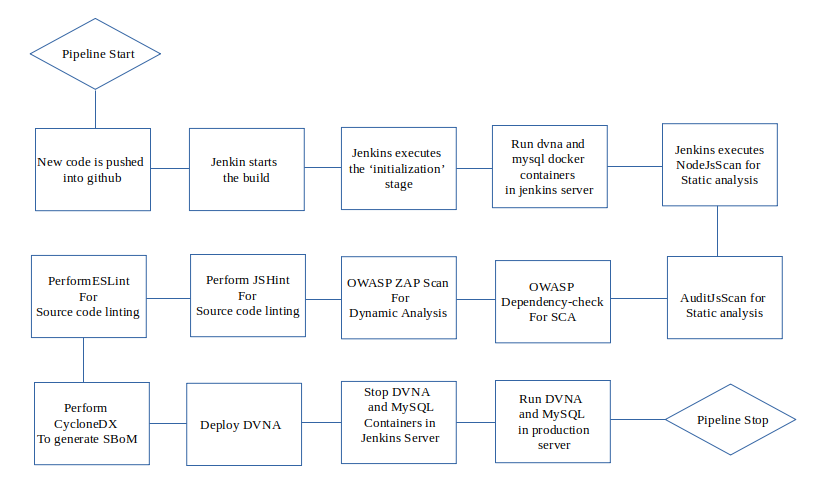 Pipeline Start
New code is pushed
into github
Jenkin starts
the build
Jenkins executes
the ‘initialization’
stage
Run dvna and
mysql docker
containers
in jenkins server
Jenkins executes
NodeJsScan for
Static analysis
AuditJsScan for
Static analysis
OWASP
Dependency-check
For SCA
OWASP ZAP Scan
For
Dynamic Analysis
Perform JSHint
For
Source code linting
PerformESLint
For
Source code linting
Perform
CycloneDX
To generate SBoM
Deploy DVNA
Stop DVNA
and MySQL
Containers in
Jenkins Server
Run DVNA
and MySQL
in production
server
Pipeline Stop